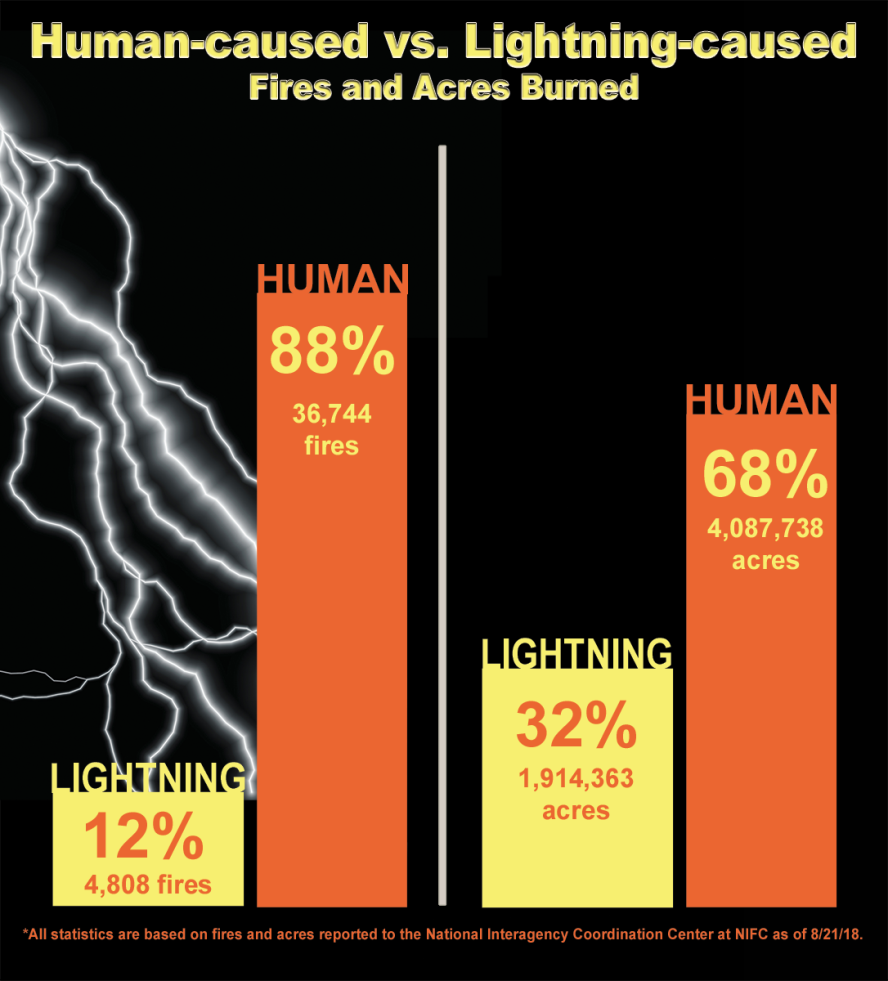 Human-caused vs. Lightning-caused
Fires and Acres Burned
HUMAN
88%
36,744
fires
LIGHTNING
12%
4,808 fires
HUMAN
68%
4,087,738
acres
LIGHTNING
32%
1,914,363
acres
*All statistics are based on fires and acres reported to the National Interagency Coordination Center at NIFC as of 8/21/18.